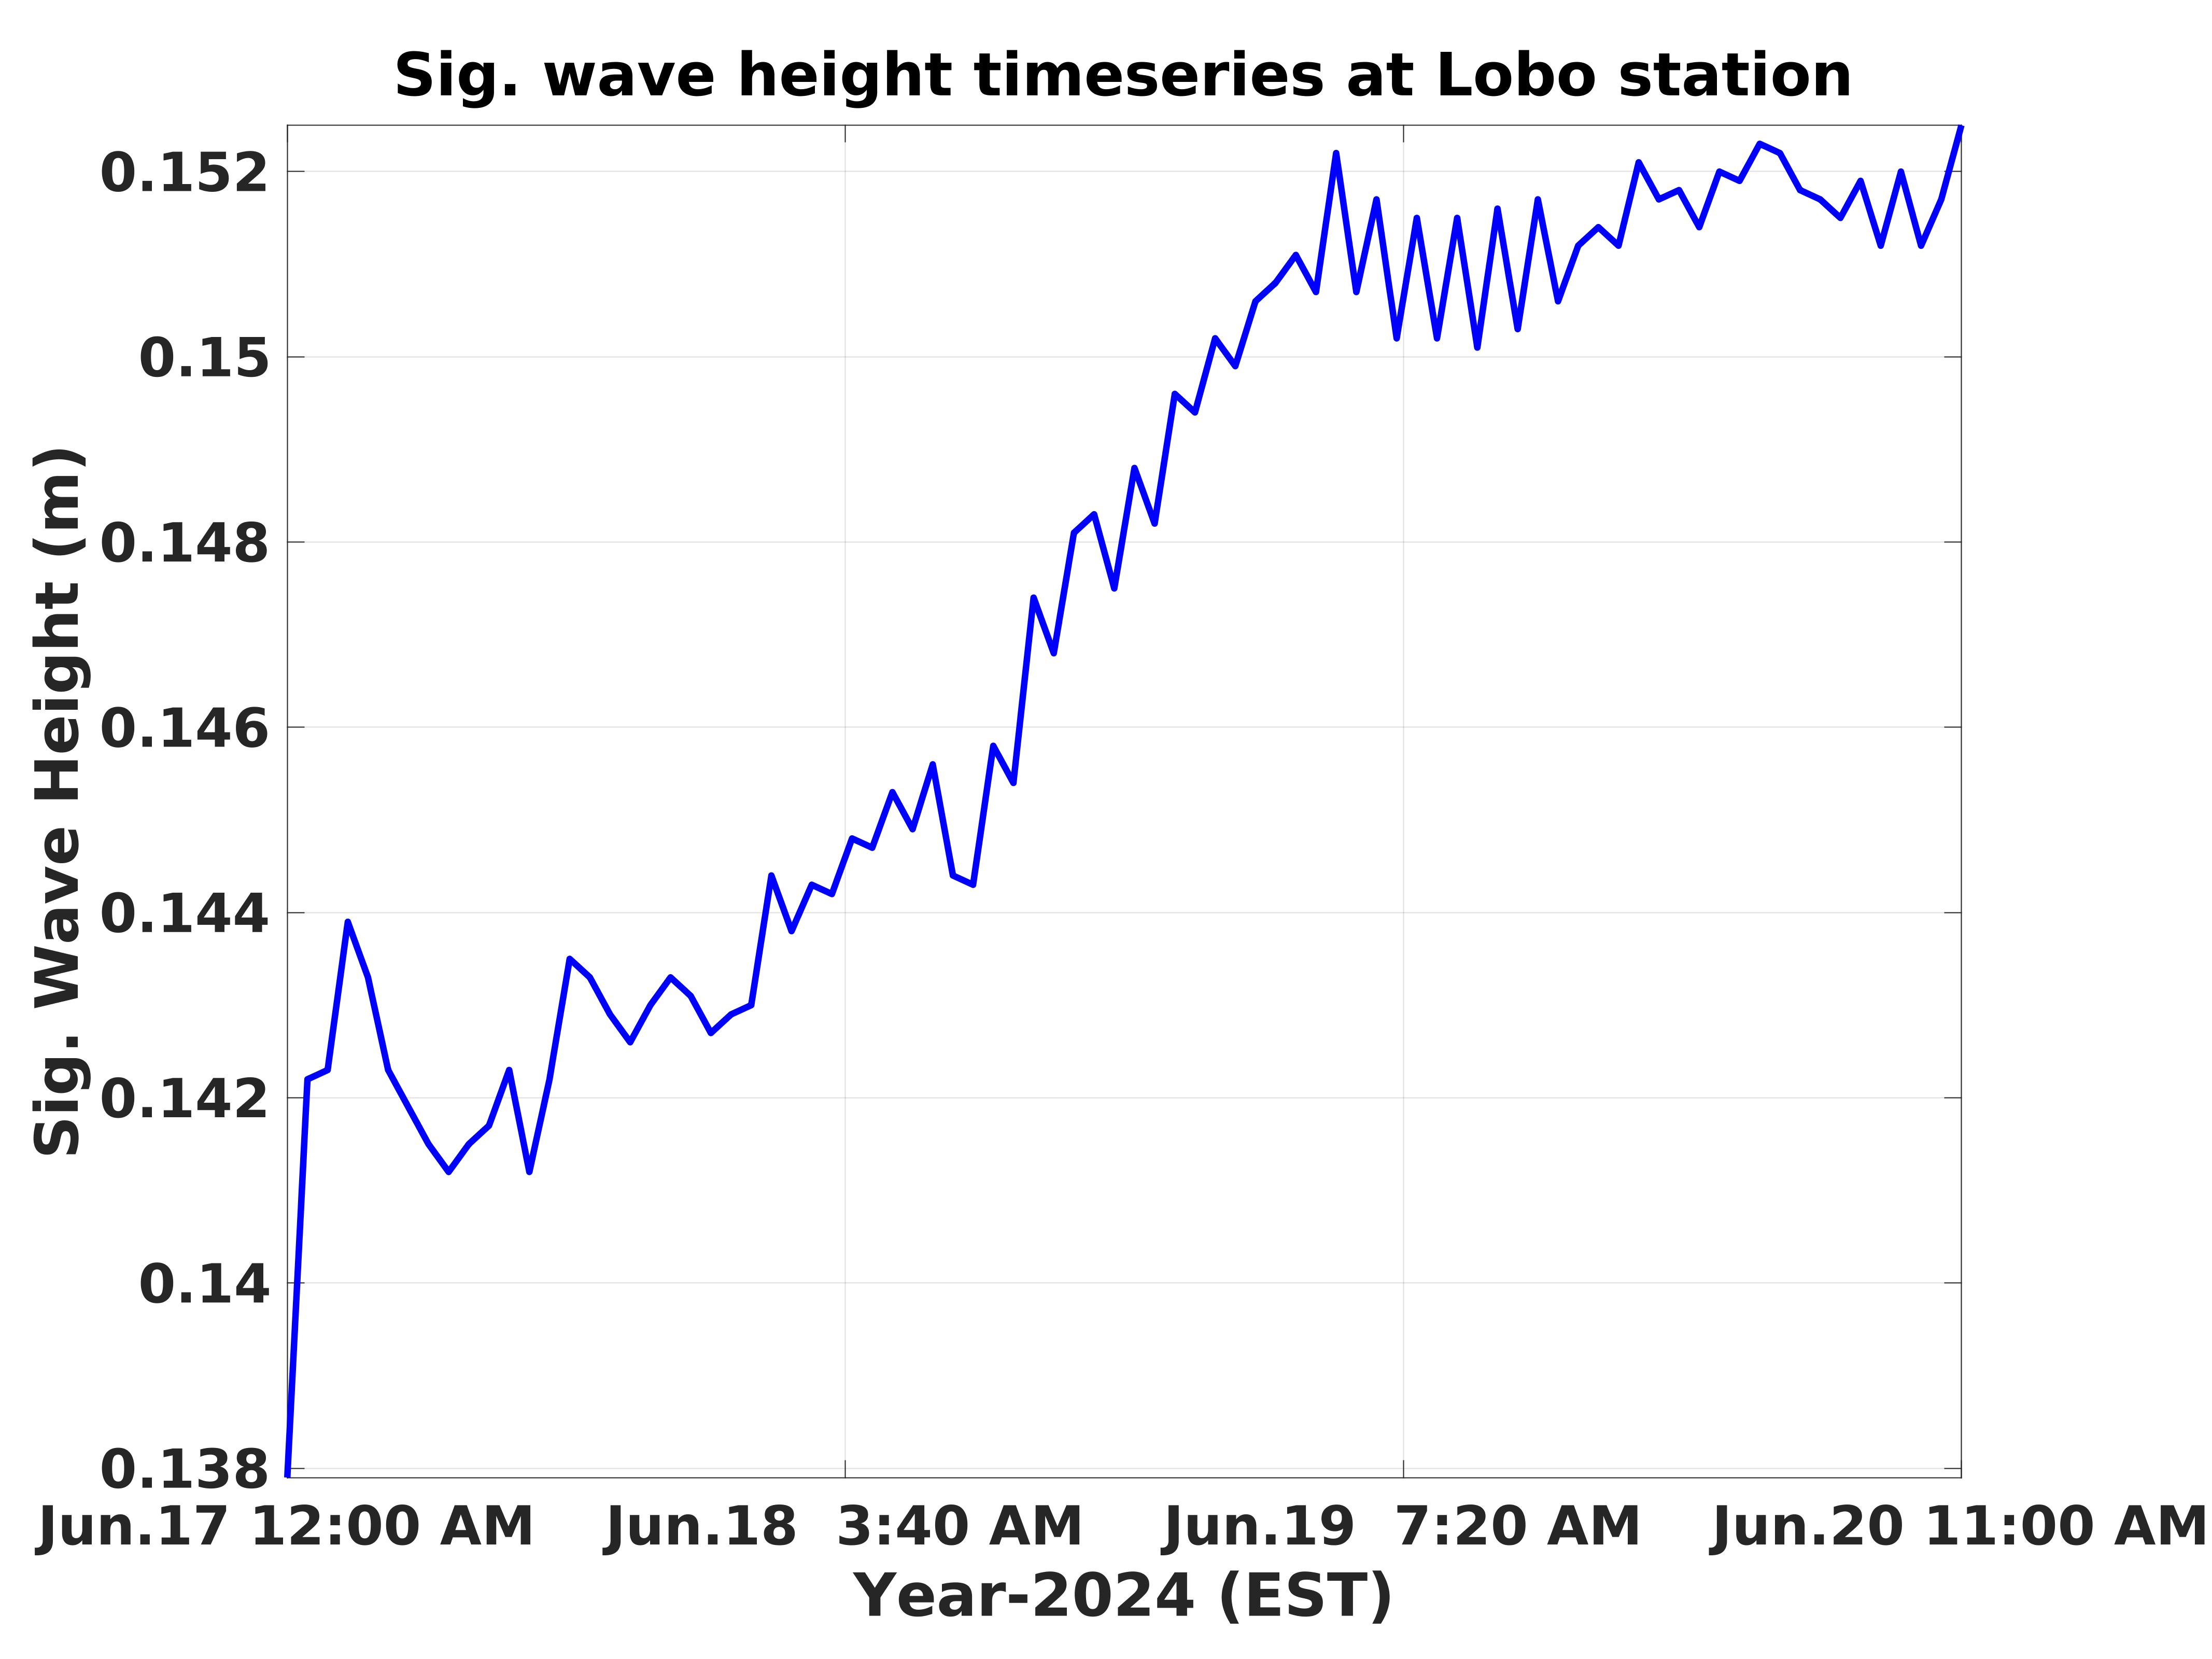 Sig. wave height timeseries at Lobo station
0.152
0.15
0.148
0.146
0.144
0.142
0.14
0.138
Sig. Wave Height (m)
Jun.17 12:00 AM Jun.18 3:40 AM Jun.19 7:20 AM Jun.20 11:00 AM
Year-2024 (EST)